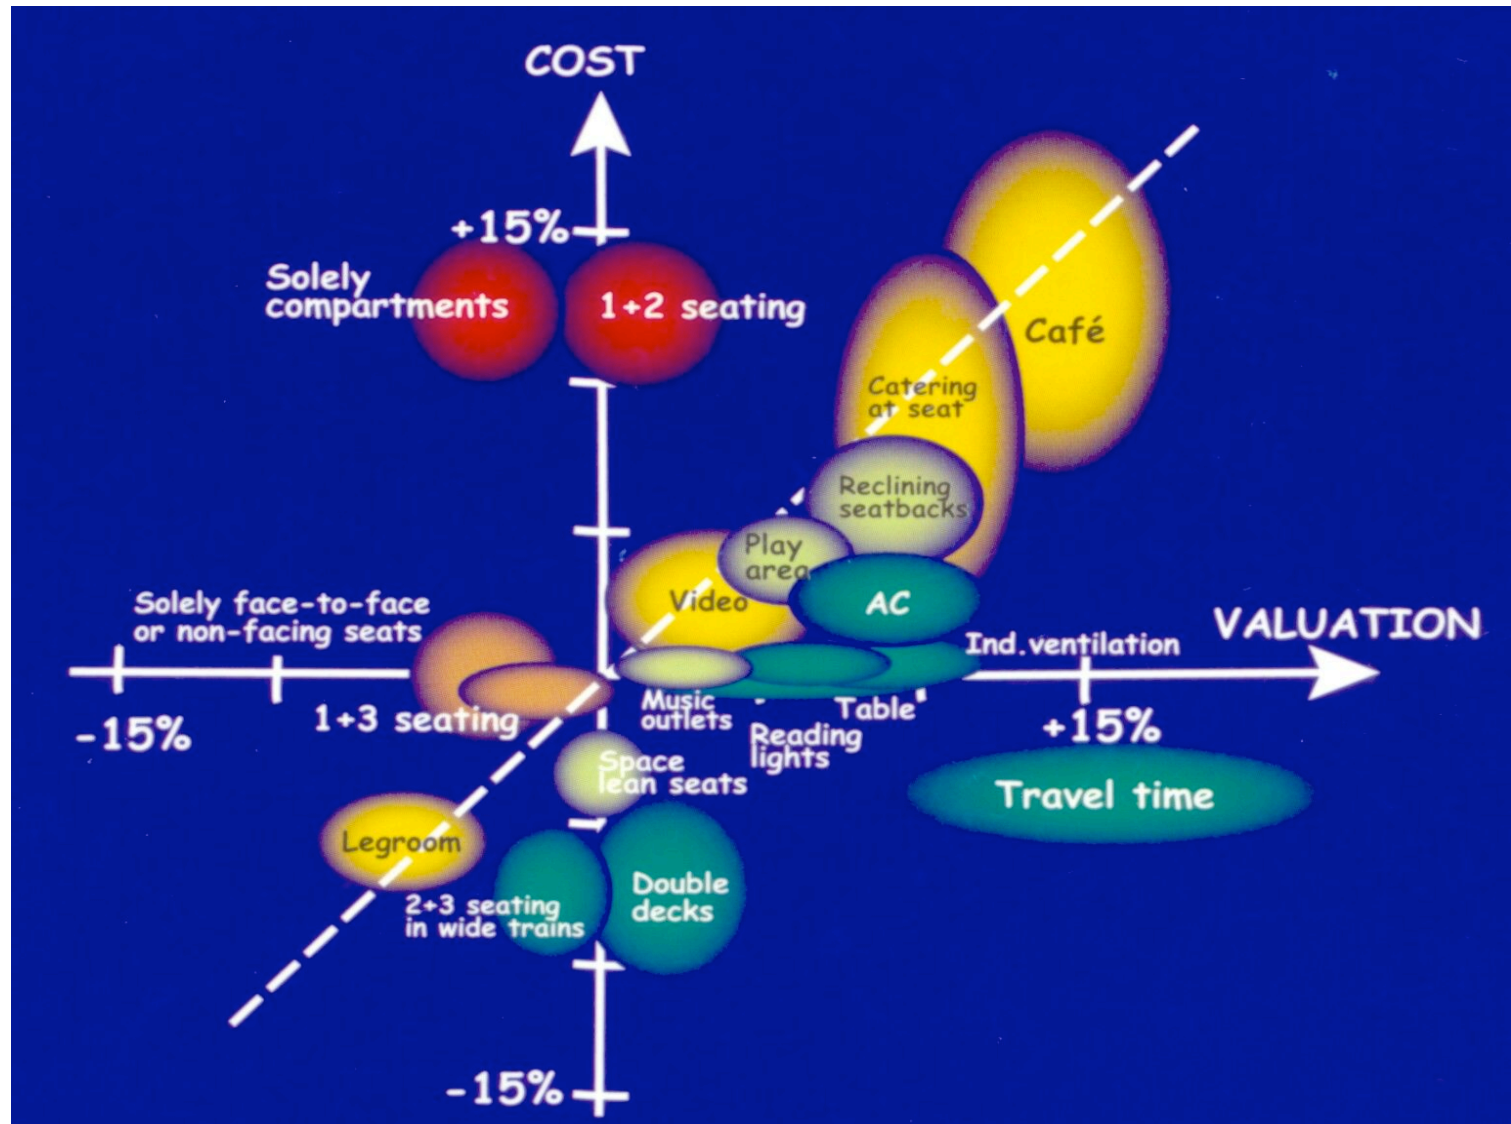 COST
+15%
Solely
compartments
1+2 seating
Café
Catering
at seat
Reclining
seatbacks
Play
area
Video
AC
Solely face-to-face
or non-facing seats
VALUATION
Ind.ventilation
1+3 seating
-15%
Music
outlets
Table
Reading
lights
+15%
Space
lean seats
Travel time
Legroom
Double
decks
2+3 seating
in wide trains
-15%